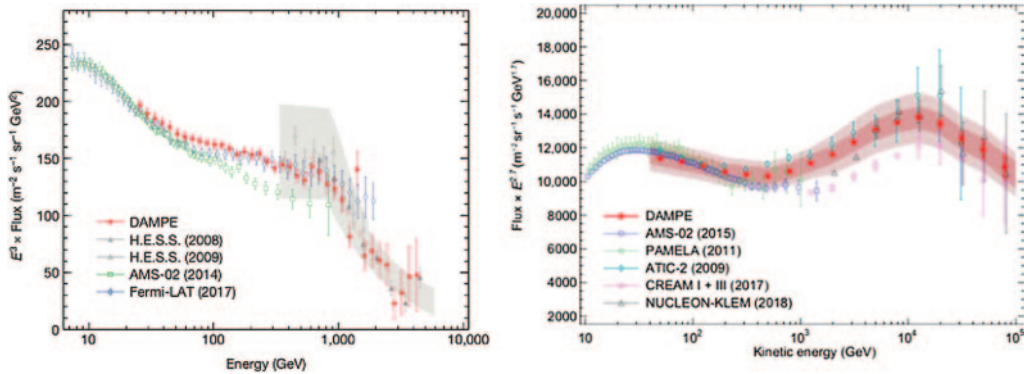 250
200
150
100
50
0
E³ × Flux (m⁻² s⁻¹ sr⁻¹ GeV²)
DAMPE
H.E.S.S. (2008)
H.E.S.S. (2009)
AMS-02 (2014)
Fermi-LAT (2017)
10
100
1,000
10,000
Energy (GeV)
20,000
18,000
16,000
14,000
12,000
10,000
8000
6000
4000
2000
Flux × E²·⁷ (m⁻² s⁻¹ sr⁻¹ GeV¹·⁷)
DAMPE
AMS-02 (2015)
PAMELA (2011)
ATIC-2 (2009)
CREAM I + III (2017)
NUCLEON-KLEM (2018)
10
10²
10³
10⁴
10⁵
Kinetic energy (GeV)